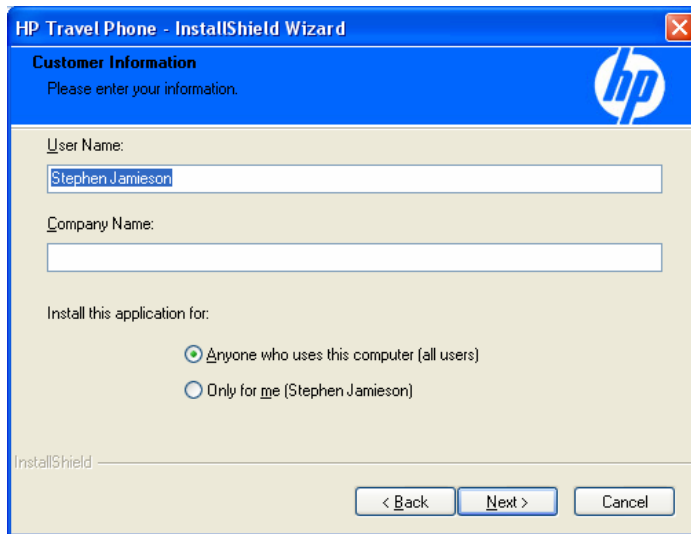 HP Travel Phone - InstallShield Wizard
Customer Information
Please enter your information.
hp
User Name:
Stephen Jamieson
Company Name:
Install this application for:
Anyone who uses this computer (all users)
Only for me (Stephen Jamieson)
InstallShield
< Back Next > Cancel